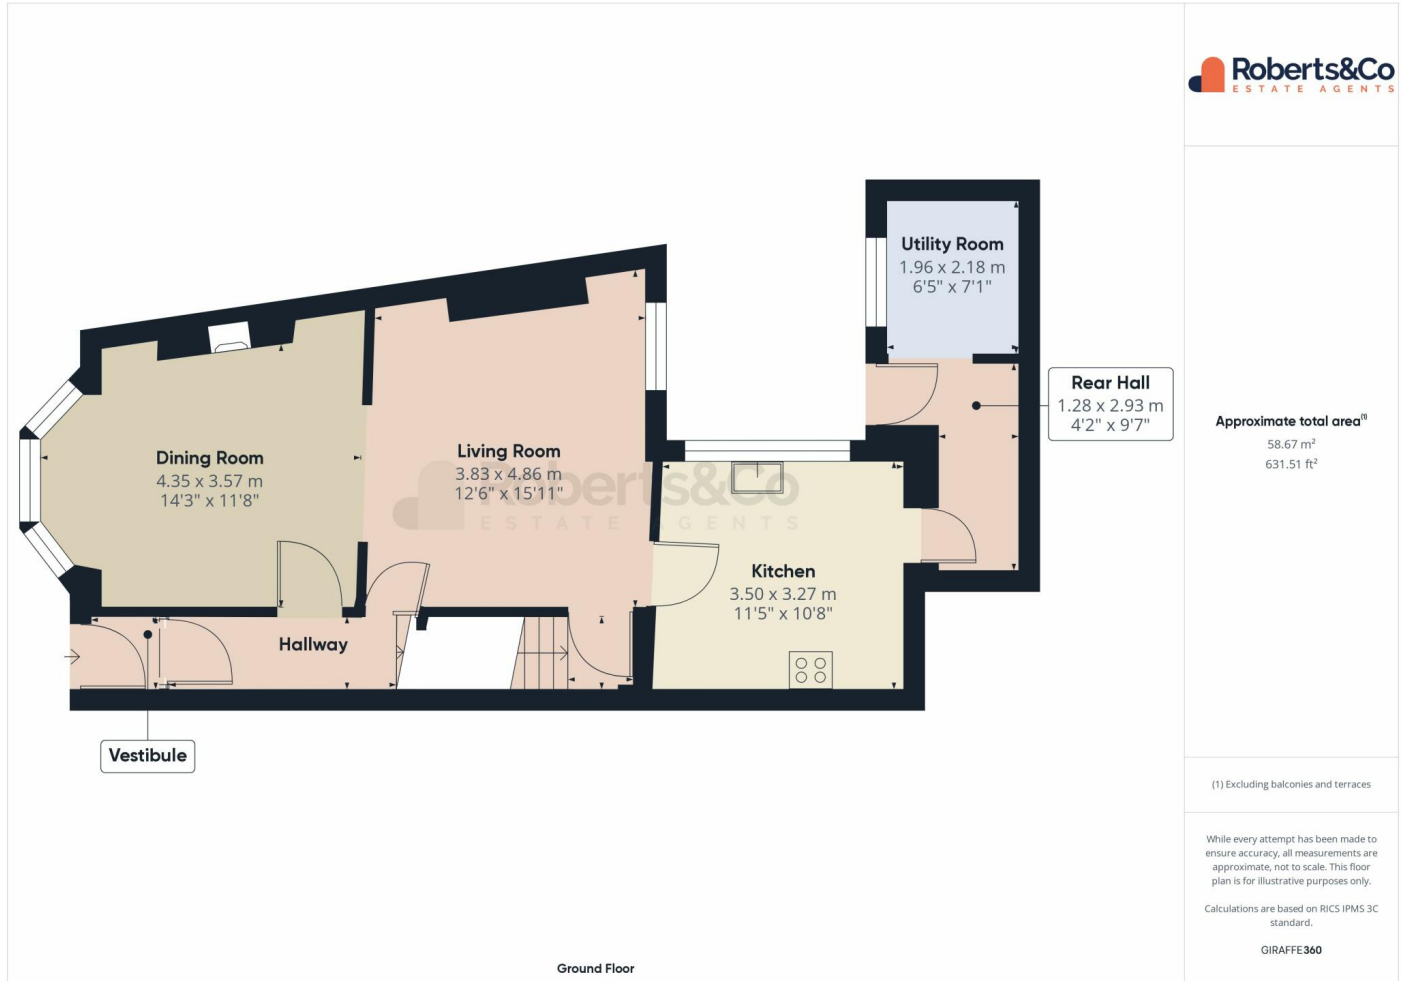 Roberts&Co
ESTATE AGENTS
Utility Room
1.96 x 2.18 m
6'5" x 7'1"
Rear Hall
1.28 x 2.93 m
4'2" x 9'7"
Approximate total area(1)
58.67 m²
631.51 ft²
Dining Room
4.35 x 3.57 m
14'3" x 11'8"
Living Room
3.83 x 4.86 m
12'6" x 15'11"
Roberts&Co
ESTATE AGENTS
Kitchen
3.50 x 3.27 m
11'5" x 10'8"
Hallway
Vestibule
(1) Excluding balconies and terraces
While every attempt has been made to
ensure accuracy, all measurements are
approximate, not to scale. This floor
plan is for illustrative purposes only.
Calculations are based on RICS IPMS 3C
standard.
GIRAFFE360
Ground Floor